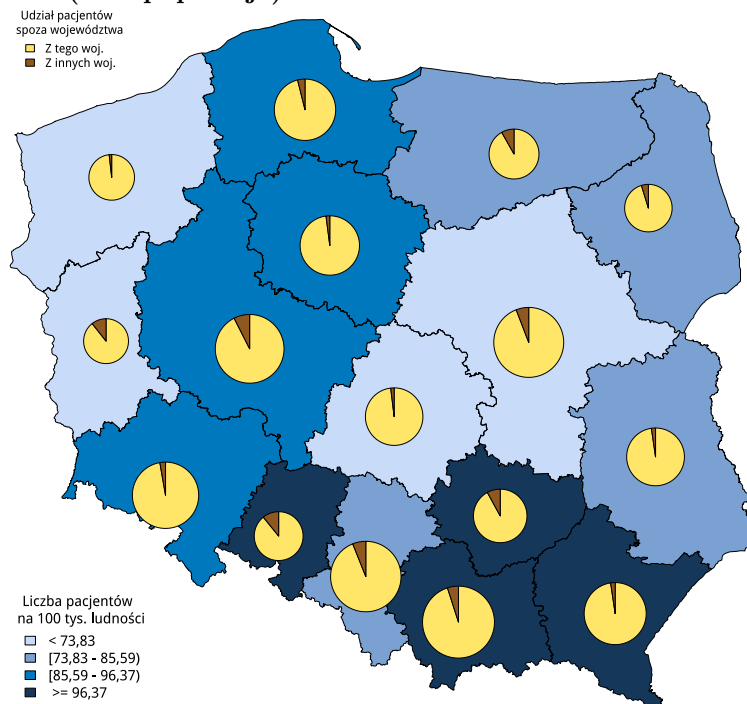 Udział pacjentów
spoza województwa
Z tego woj.
Z innych woj.
Liczba pacjentów
na 100 tys. ludności
< 73,83
[73,83 - 85,59)
[85,59 - 96,37)
>= 96,37